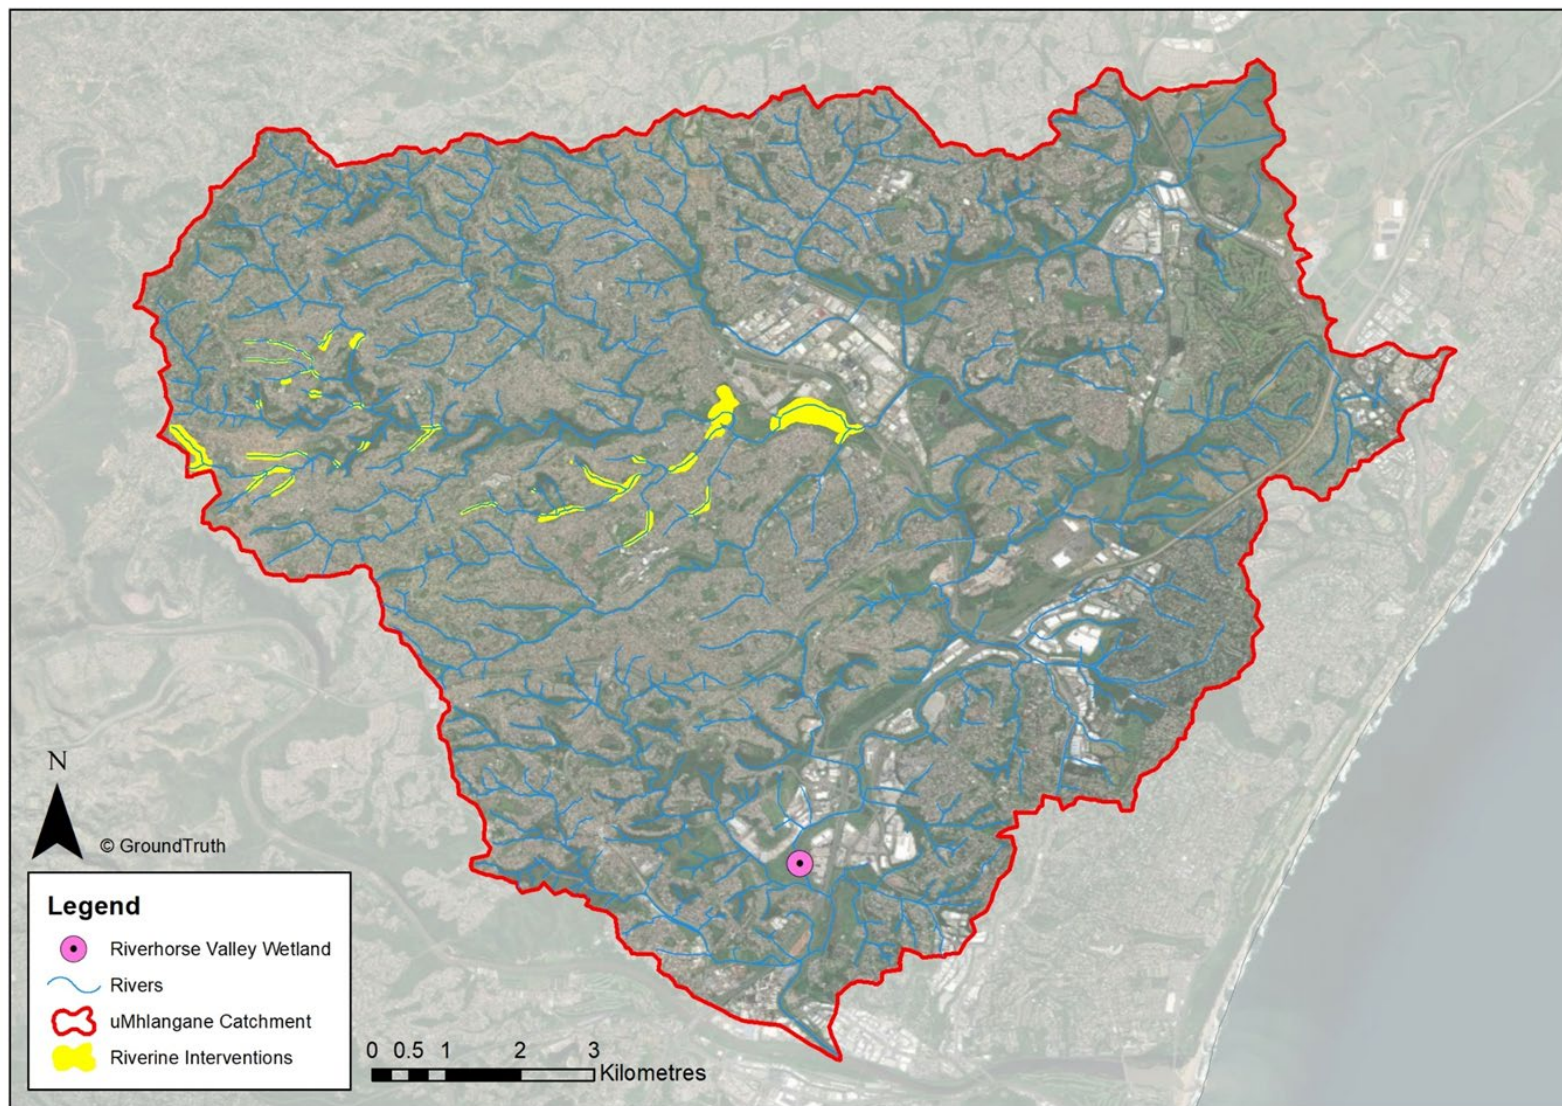 N
© GroundTruth
Legend
Riverhorse Valley Wetland
Rivers
uMhlangane Catchment
Riverine Interventions
0 0.5 1 2 3
Kilometres